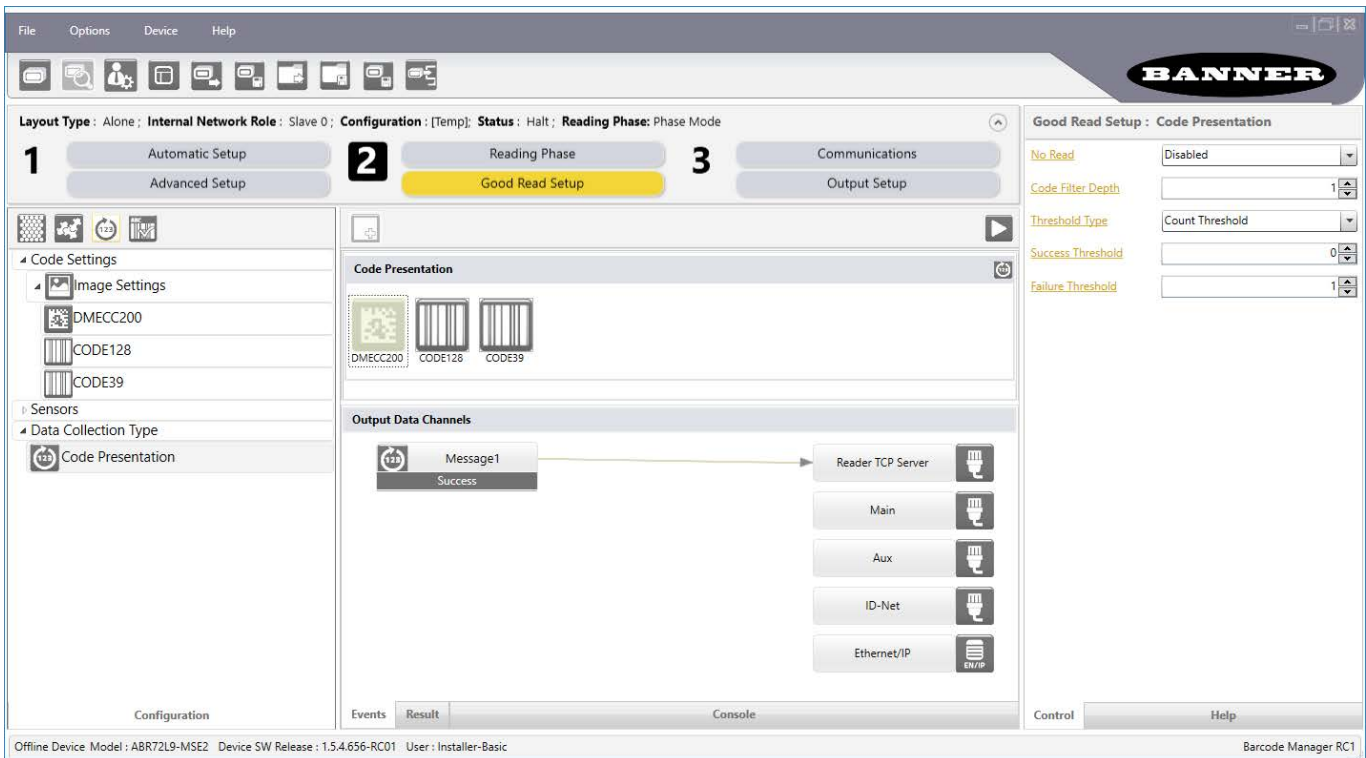 File Options Device Help
BANNER
Layout Type : Alone ; Internal Network Role : Slave 0 ; Configuration : [Temp]; Status : Halt ; Reading Phase: Phase Mode
1
Automatic Setup
Advanced Setup
2
Reading Phase
Good Read Setup
3
Communications
Output Setup
123
Code Settings
Image Settings
DMECC200
CODE128
CODE39
Sensors
Data Collection Type
123
Code Presentation
Configuration
Code Presentation
123
DMECC200 CODE128 CODE39
Output Data Channels
123
Message1
Success
Reader TCP Server
Main
Aux
ID-Net
Ethernet/IP
EN/IP
Events Result Console
Good Read Setup : Code Presentation
No Read Disabled
Code Filter Depth 1
Threshold Type Count Threshold
Success Threshold 0
Failure Threshold 1
Control Help
Offline Device Model : ABR72L9-MSE2 Device SW Release : 1.5.4.656-RC01 User : Installer-Basic
Barcode Manager RC1